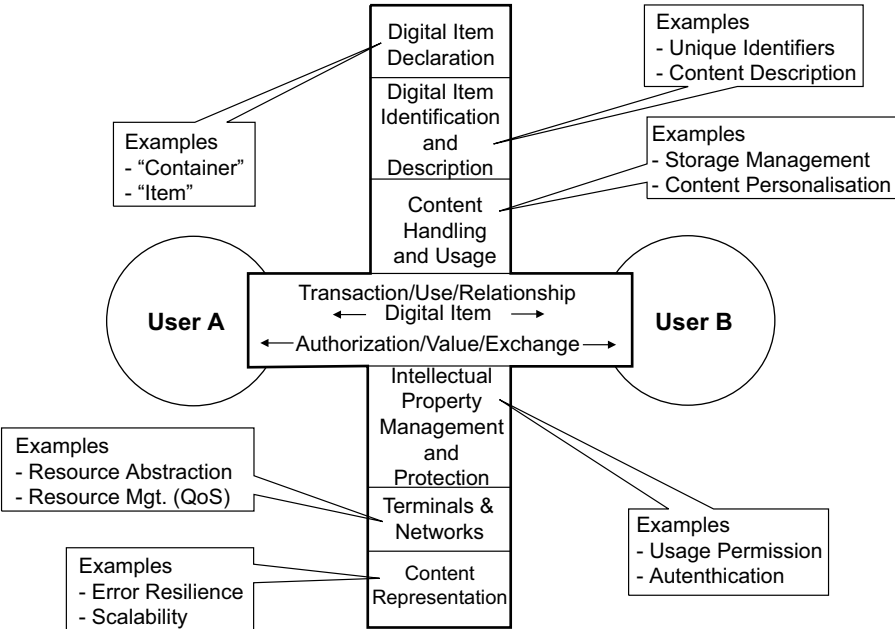 Digital Item
Declaration
Examples
- Unique Identifiers
- Content Description
Digital Item
Identification
and
Description
Examples
- “Container”
- “Item”
Examples
- Storage Management
- Content Personalisation
Content
Handling
and Usage
User A
Transaction/Use/Relationship
Digital Item
Authorization/Value/Exchange
User B
Intellectual
Property
Management
and
Protection
Examples
- Resource Abstraction
- Resource Mgt. (QoS)
Terminals &
Networks
Examples
- Usage Permission
- Autenthication
Examples
- Error Resilience
- Scalability
Content
Representation